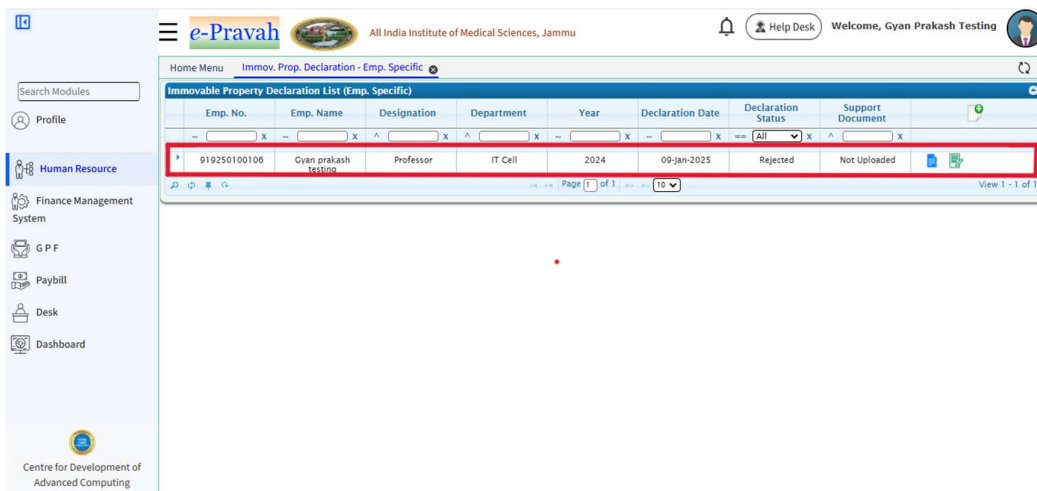 e-Pravah
All India Institute of Medical Sciences, Jammu
Help Desk
Welcome, Gyan Prakash Testing
Home Menu
Immov. Prop. Declaration - Emp. Specific
Search Modules
Profile
Human Resource
Finance Management
System
G P F
Paybill
Desk
Dashboard
Centre for Development of
Advanced Computing
Immovable Property Declaration List (Emp. Specific)
Emp. No. Emp. Name Designation Department Year Declaration Date Declaration Status Support Document
~ x ~ x ^ x ^ x ~ x ~ x == All x ^ x
919250100106 Gyan prakash testing Professor IT Cell 2024 09-Jan-2025 Rejected Not Uploaded
Page 1 of 1 10 View 1 - 1 of 1